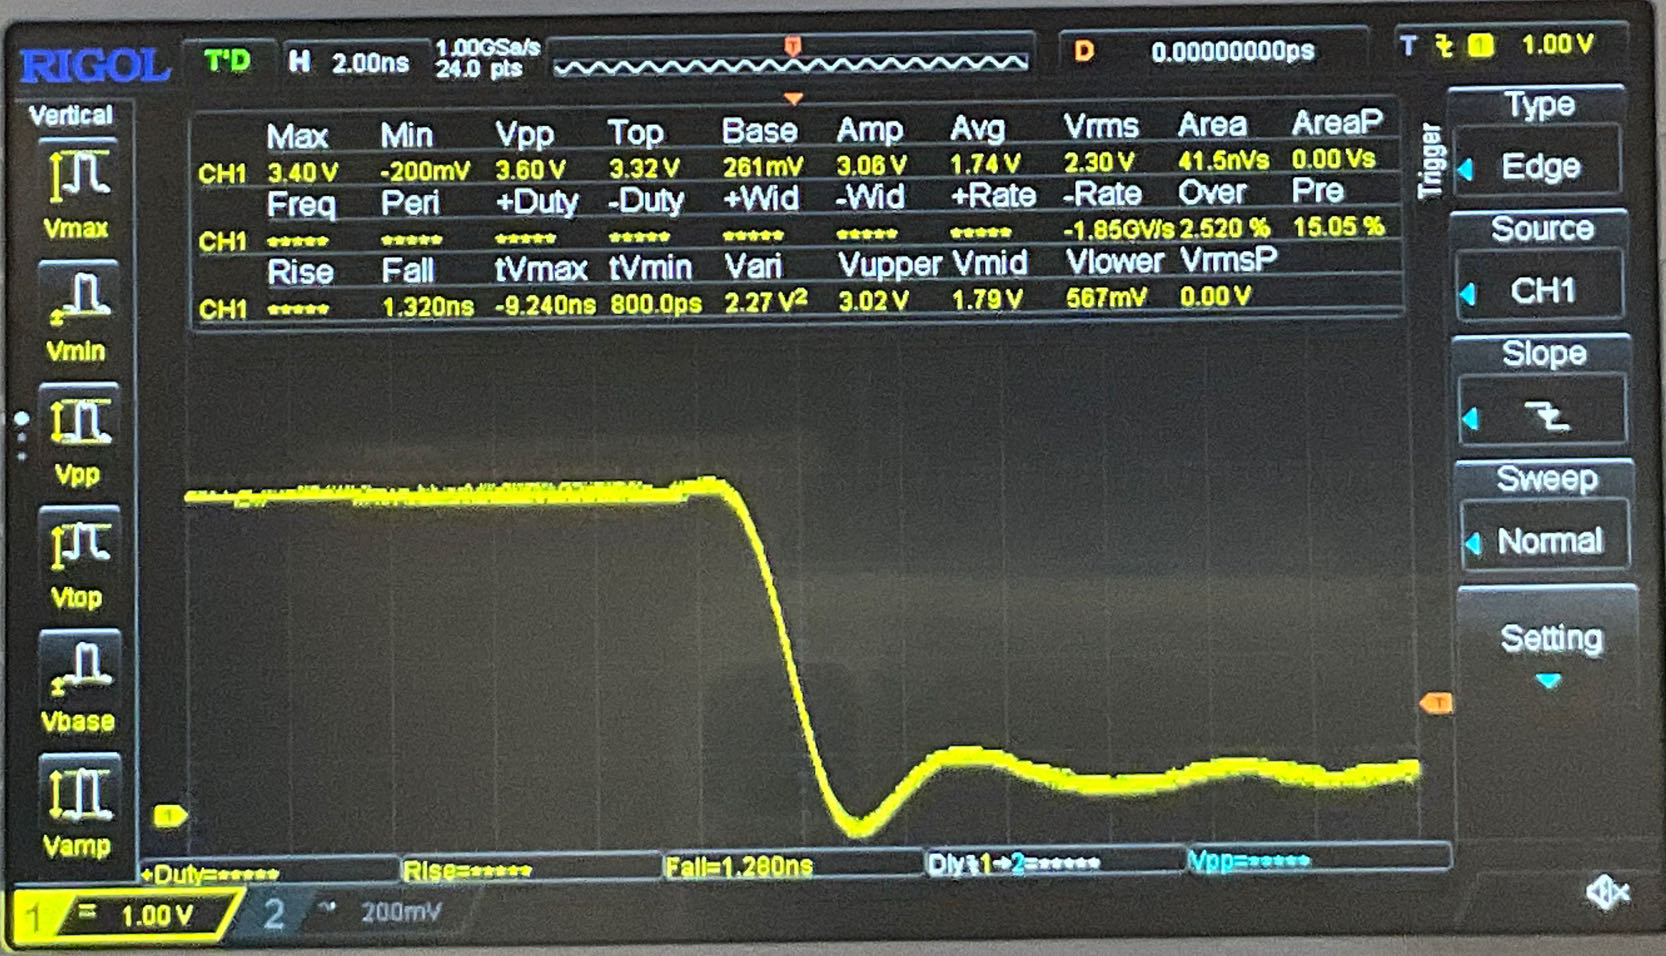 RIGOL T'D H 2.00ns 1.00GSa/s 24.0 pts T D 0.00000000ps T 1 1.00 V
Vertical
Vmax
Vmin
Vpp
Vtop
Vbase
Vamp
Max Min Vpp Top Base Amp Avg Vrms Area AreaP
CH1 3.40 V -200mV 3.60 V 3.32 V 261mV 3.06 V 1.74 V 2.30 V 41.5nVs 0.00 Vs
Freq Peri +Duty -Duty +Wid -Wid +Rate -Rate Over Pre
CH1 ***** ***** ***** ***** ***** ***** ***** -1.85GV/s 2.520 % 15.05 %
Rise Fall tVmax tVmin Vari Vupper Vmid Vlower VrmsP
CH1 ***** 1.320ns -9.240ns 800.0ps 2.27 V² 3.02 V 1.79 V 567mV 0.00 V
Trigger
Type
Edge
Source
CH1
Slope
Sweep
Normal
Setting
T
1
+Duty=***** Rise=***** Fall=1.280ns Dly1→2=***** Vpp=*****
1 = 1.00 V 2 ~ 200mV